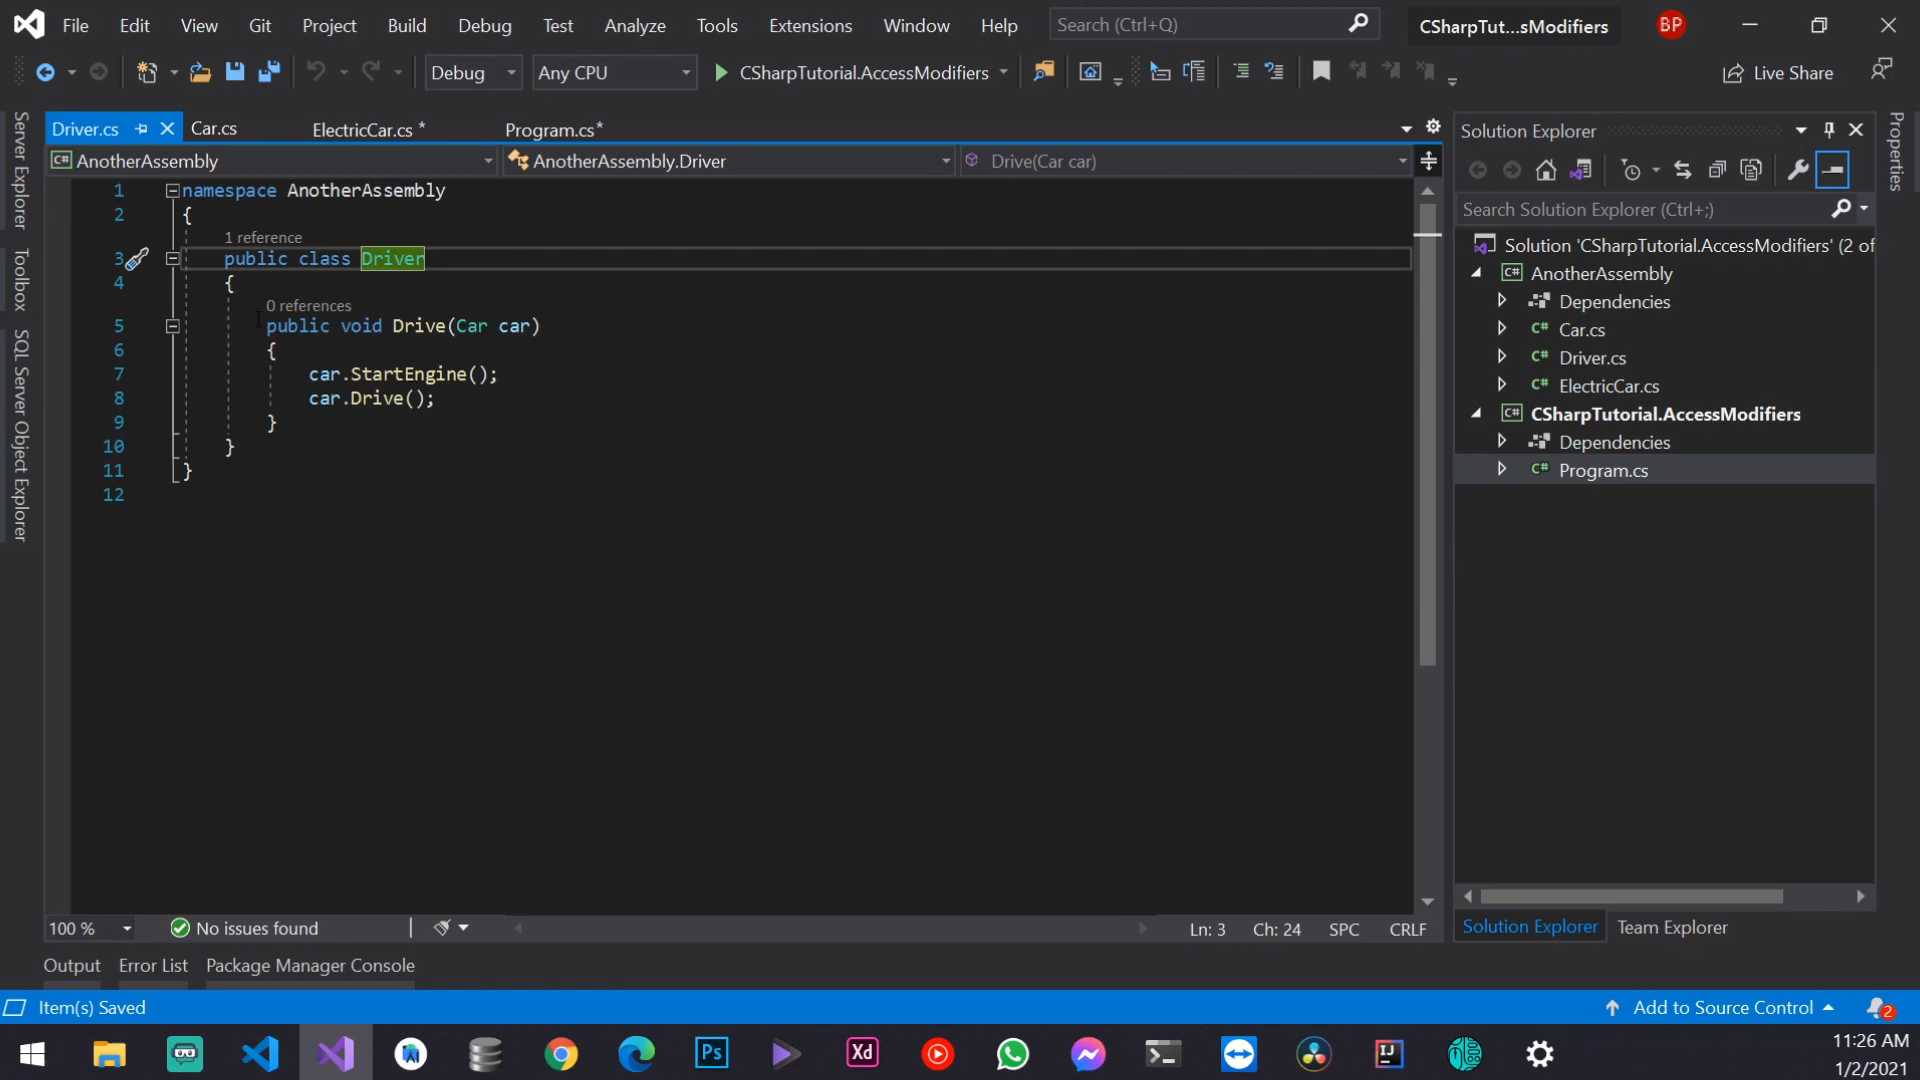 File Edit View Git Project Build Debug Test Analyze Tools Extensions Window Help Search (Ctrl+Q) CSharpTut...sModifiers BP
Debug Any CPU CSharpTutorial.AccessModifiers Live Share
Driver.cs Car.cs ElectricCar.cs * Program.cs*
AnotherAssembly AnotherAssembly.Driver Drive(Car car)
1 namespace AnotherAssembly
2 {
1 reference
3 public class Driver
4 {
0 references
5 public void Drive(Car car)
6 {
7 car.StartEngine();
8 car.Drive();
9 }
10 }
11 }
12
100 % No issues found Ln: 3 Ch: 24 SPC CRLF
Output Error List Package Manager Console
Item(s) Saved Add to Source Control 2
Server Explorer
Toolbox
SQL Server Object Explorer
Solution Explorer
Search Solution Explorer (Ctrl+;)
Solution 'CSharpTutorial.AccessModifiers' (2 of
C# AnotherAssembly
Dependencies
C# Car.cs
C# Driver.cs
C# ElectricCar.cs
C# CSharpTutorial.AccessModifiers
Dependencies
C# Program.cs
Solution Explorer Team Explorer
Properties
Ps Xd IJ
11:26 AM
1/2/2021